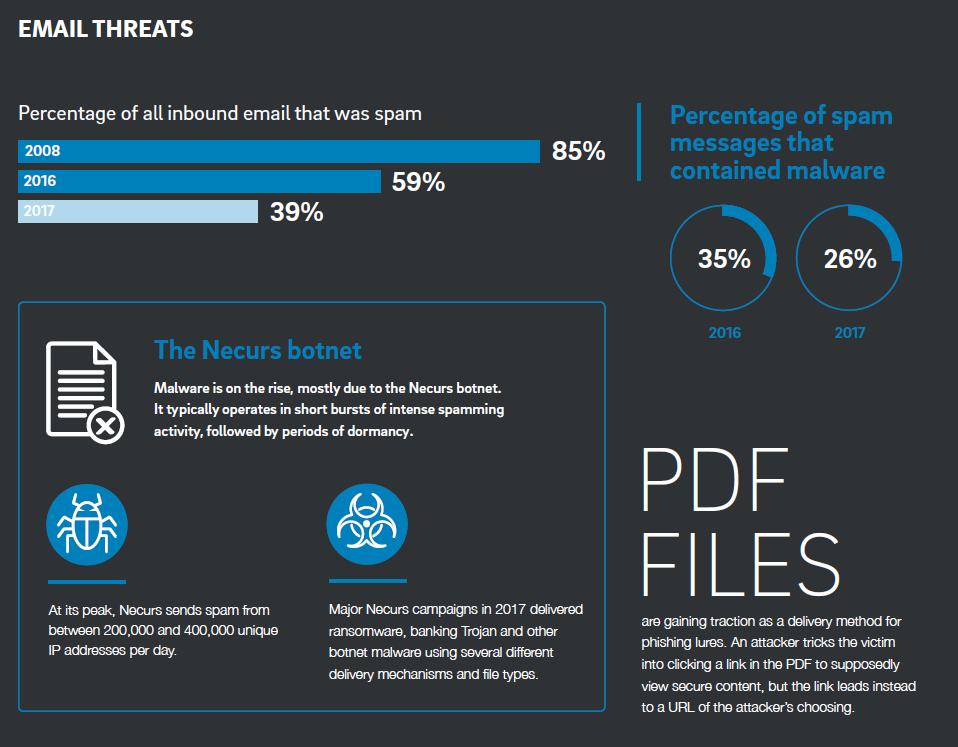 EMAIL THREATS
Percentage of all inbound email that was spam
2008 85%
2016 59%
2017 39%
Percentage of spam
messages that
contained malware
35% 26%
2016 2017
The Necurs botnet
Malware is on the rise, mostly due to the Necurs botnet.
It typically operates in short bursts of intense spamming
activity, followed by periods of dormancy.
At its peak, Necurs sends spam from
between 200,000 and 400,000 unique
IP addresses per day.
Major Necurs campaigns in 2017 delivered
ransomware, banking Trojan and other
botnet malware using several different
delivery mechanisms and file types.
PDF
FILES
are gaining traction as a delivery method for
phishing lures. An attacker tricks the victim
into clicking a link in the PDF to supposedly
view secure content, but the link leads instead
to a URL of the attacker's choosing.